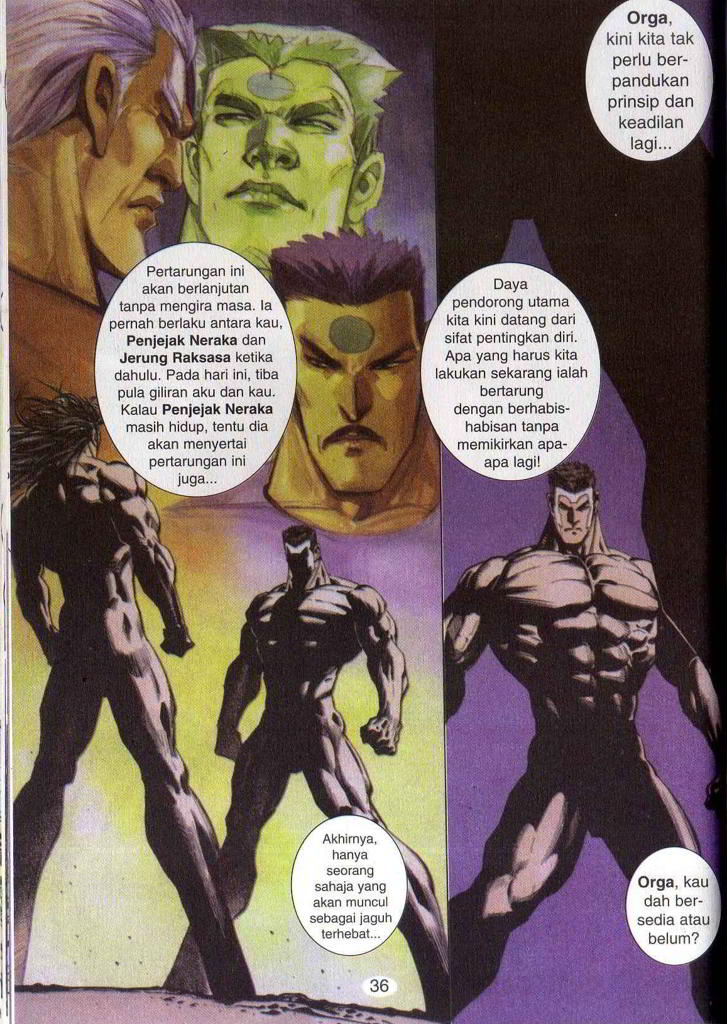 Pertarungan ini
akan berlanjutan
tanpa mengira masa. Ia
pernah berlaku antara kau,
Penjejak Neraka dan
Jerung Raksasa ketika
dahulu. Pada hari ini, tiba
pula giliran aku dan kau.
Kalau Penjejak Neraka
masih hidup, tentu dia
akan menyertai
pertarungan ini
juga...
Akhirnya,
hanya
seorang
sahaja yang
akan muncul
sebagai jaguh
terhebat...
Orga,
kini kita tak
perlu ber-
pandukan
prinsip dan
keadilan
lagi...
Daya
pendorong utama
kita kini datang dari
sifat pentingkan diri.
Apa yang harus kita
lakukan sekarang ialah
bertarung
dengan berhabis-
habisan tanpa
memikirkan apa-
apa lagi!
Orga, kau
dah ber-
sedia atau
belum?
36